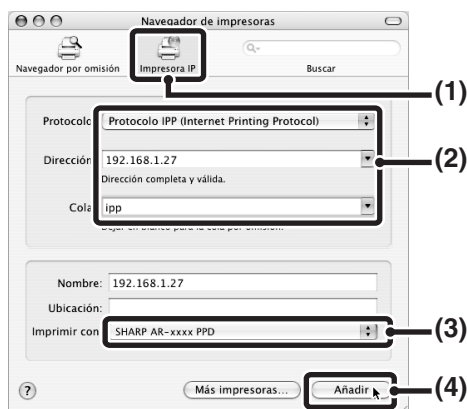 Navegador de impresoras
Navegador por omisión
Impresora IP
Buscar
(1)
Protocolo
Protocolo IPP (Internet Printing Protocol)
Dirección
192.168.1.27
(2)
Dirección completa y válida.
Cola
ipp
Dejar en blanco para la cola por omisión.
Nombre: 192.168.1.27
Ubicación:
Imprimir con
SHARP AR-xxxx PPD
(3)
?
Más impresoras...
Añadir
(4)